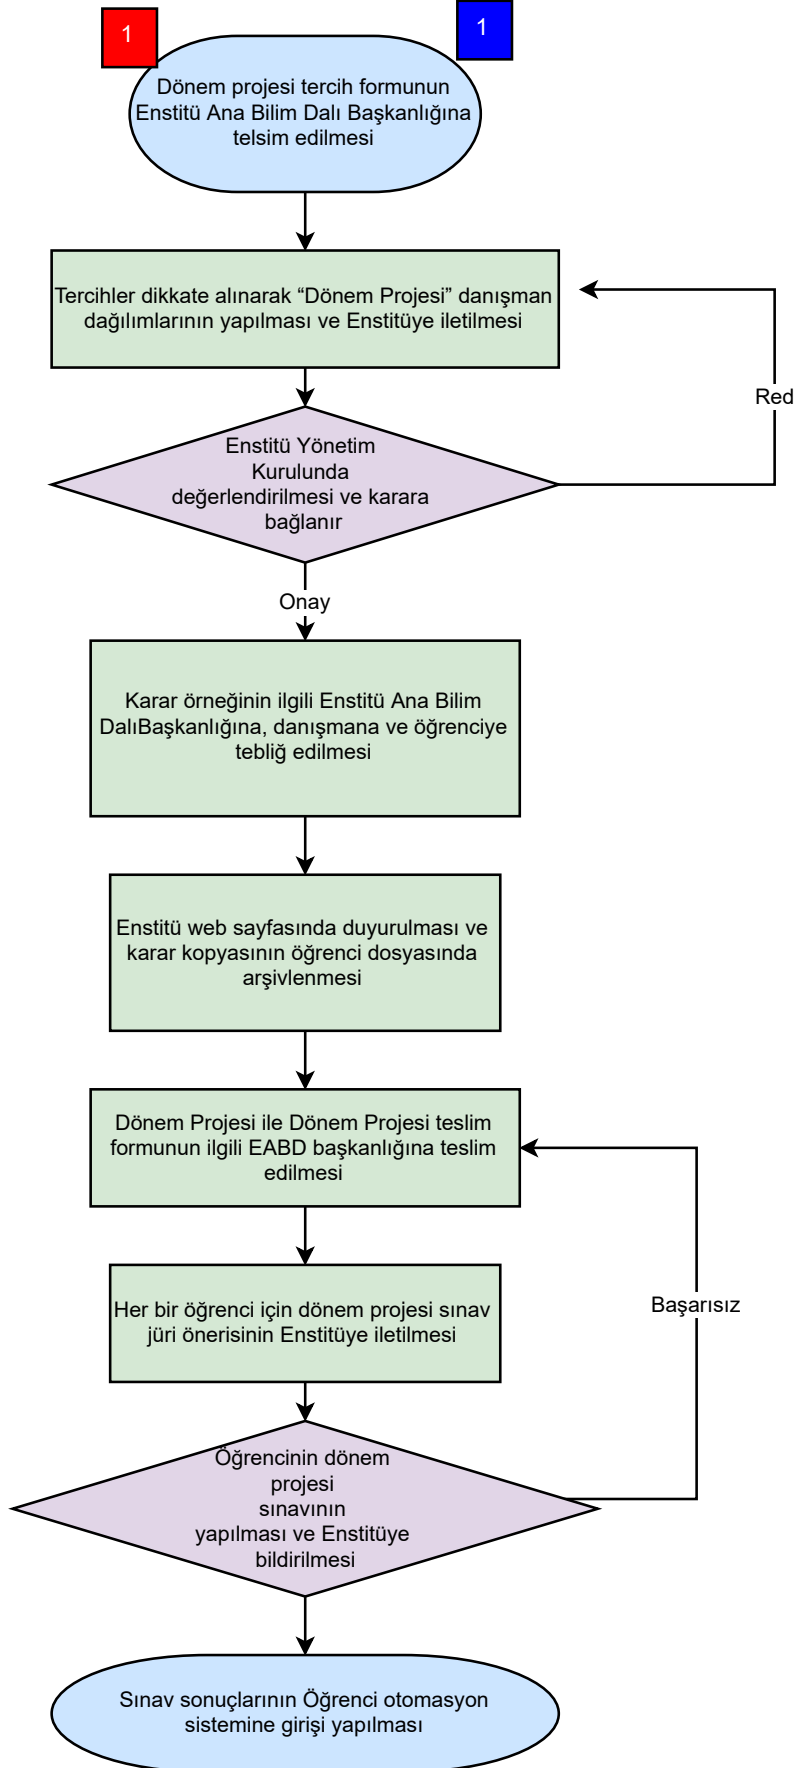 1
1
Dönem projesi tercih formunun
Enstitü Ana Bilim Dalı Başkanlığına
telsim edilmesi
Tercihler dikkate alınarak “Dönem Projesi” danışman
dağılımlarının yapılması ve Enstitüye iletilmesi
Red
Enstitü Yönetim
Kurulunda
değerlendirilmesi ve karara
bağlanır
Onay
Karar örneğinin ilgili Enstitü Ana Bilim
DalıBaşkanlığına, danışmana ve öğrenciye
tebliğ edilmesi
Enstitü web sayfasında duyurulması ve
karar kopyasının öğrenci dosyasında
arşivlenmesi
Dönem Projesi ile Dönem Projesi teslim
formunun ilgili EABD başkanlığına teslim
edilmesi
Her bir öğrenci için dönem projesi sınav
jüri önerisinin Enstitüye iletilmesi
Başarısız
Öğrencinin dönem
projesi
sınavının
yapılması ve Enstitüye
bildirilmesi
Sınav sonuçlarının Öğrenci otomasyon
sistemine girişi yapılması